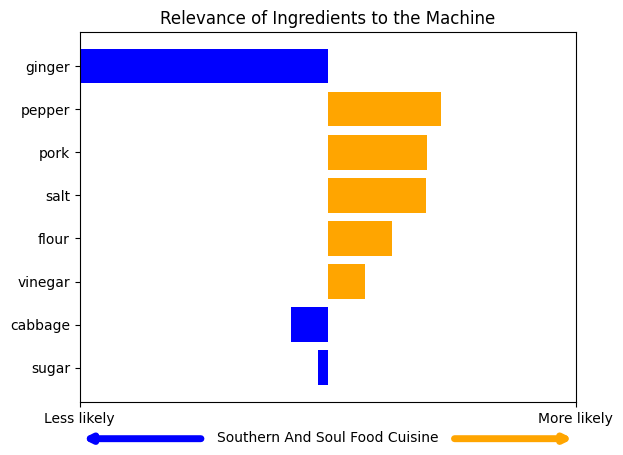 Relevance of Ingredients to the Machine
ginger
pepper
pork
salt
flour
vinegar
cabbage
sugar
Less likely More likely
Southern And Soul Food Cuisine